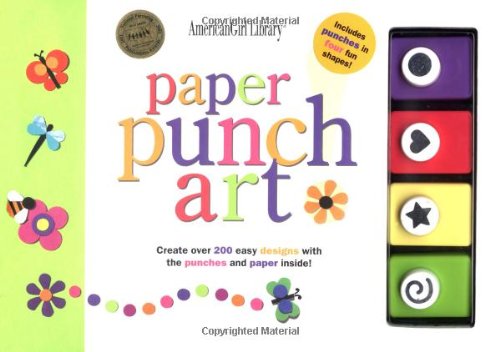 Copyrighted Material
AmericanGirl Library®
Includes
punches in
four fun
shapes!
paper
punch
art
Create over 200 easy designs with
the punches and paper inside!
Copyrighted Material